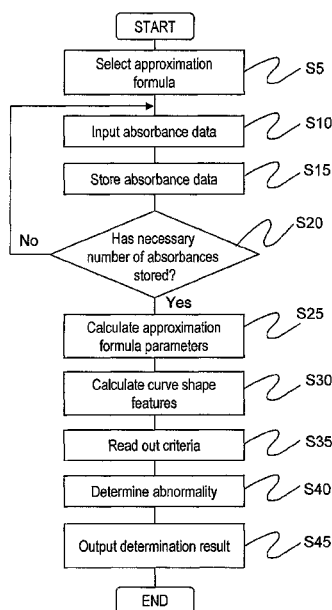 START
Select approximation
formula
S5
Input absorbance data
S10
Store absorbance data
S15
Has necessary
number of absorbances
stored?
S20
No
Yes
Calculate approximation
formula parameters
S25
Calculate curve shape
features
S30
Read out criteria
S35
Determine abnormality
S40
Output determination result
S45
END